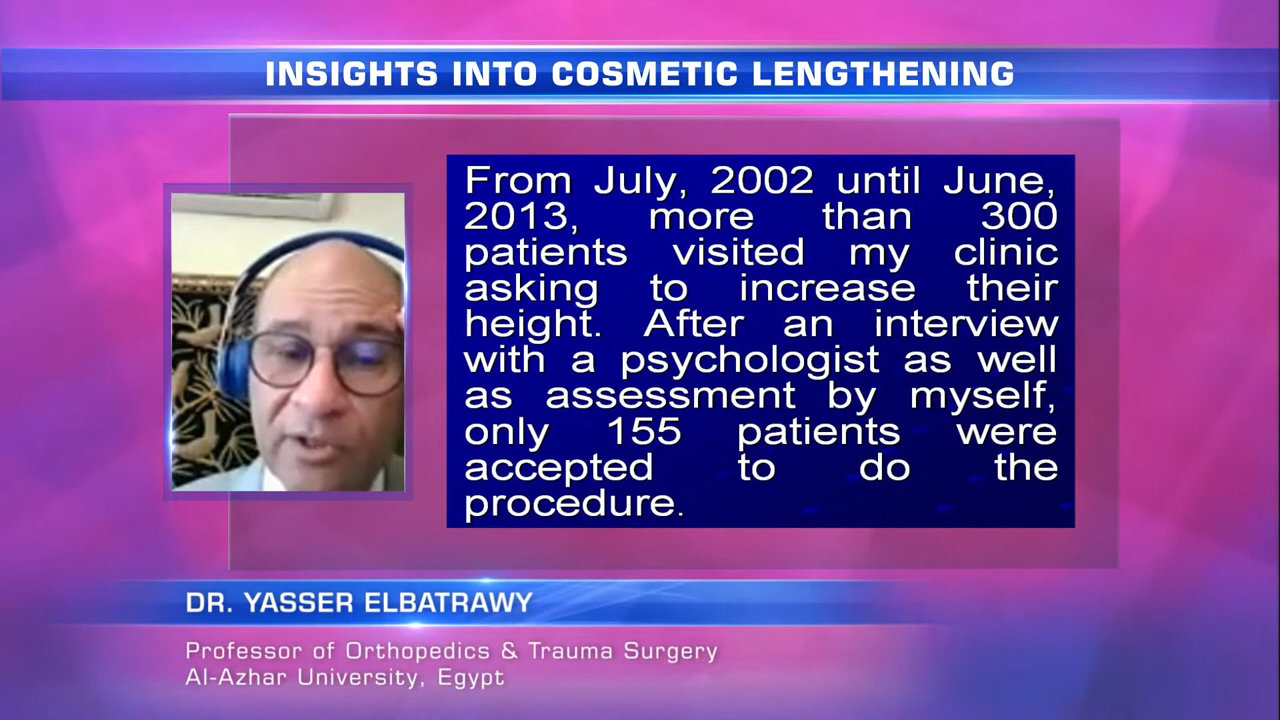 INSIGHTS INTO COSMETIC LENGTHENING
From July, 2002 until June,
2013, more than 300
patients visited my clinic
asking to increase their
height. After an interview
with a psychologist as well
as assessment by myself,
only 155 patients were
accepted to do the
procedure.
DR. YASSER ELBATRAWY
Professor of Orthopedics & Trauma Surgery
Al-Azhar University, Egypt